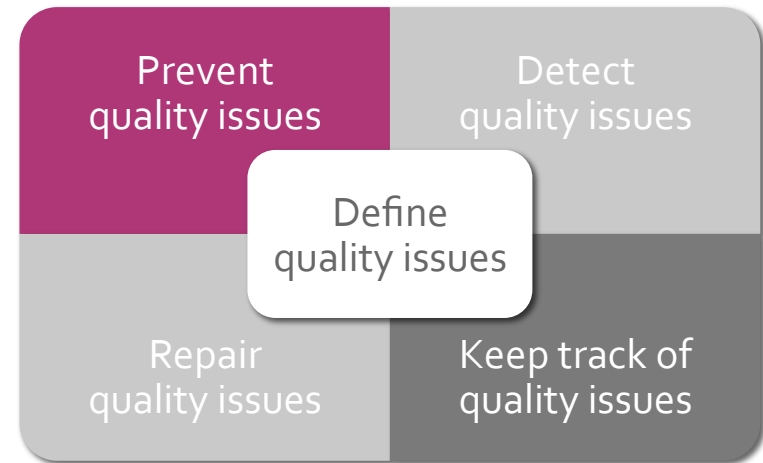 Prevent
quality issues
Detect
quality issues
Define
quality issues
Repair
quality issues
Keep track of
quality issues